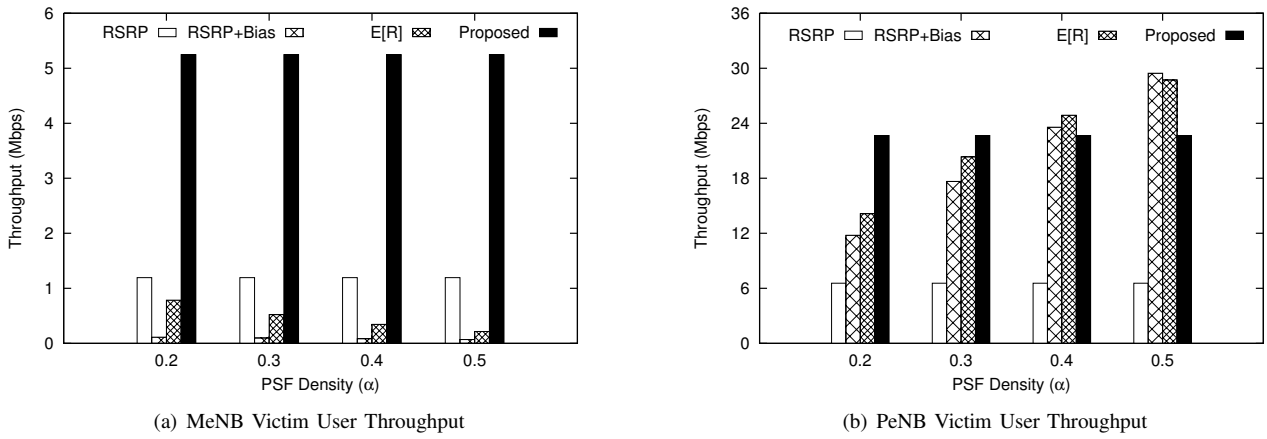 RSRP RSRP+Bias E[R] Proposed
6
5
4
3
2
1
0
Throughput (Mbps)
0.2 0.3 0.4 0.5
PSF Density (α)
(a) MeNB Victim User Throughput
RSRP RSRP+Bias E[R] Proposed
36
30
24
18
12
6
0
Throughput (Mbps)
0.2 0.3 0.4 0.5
PSF Density (α)
(b) PeNB Victim User Throughput